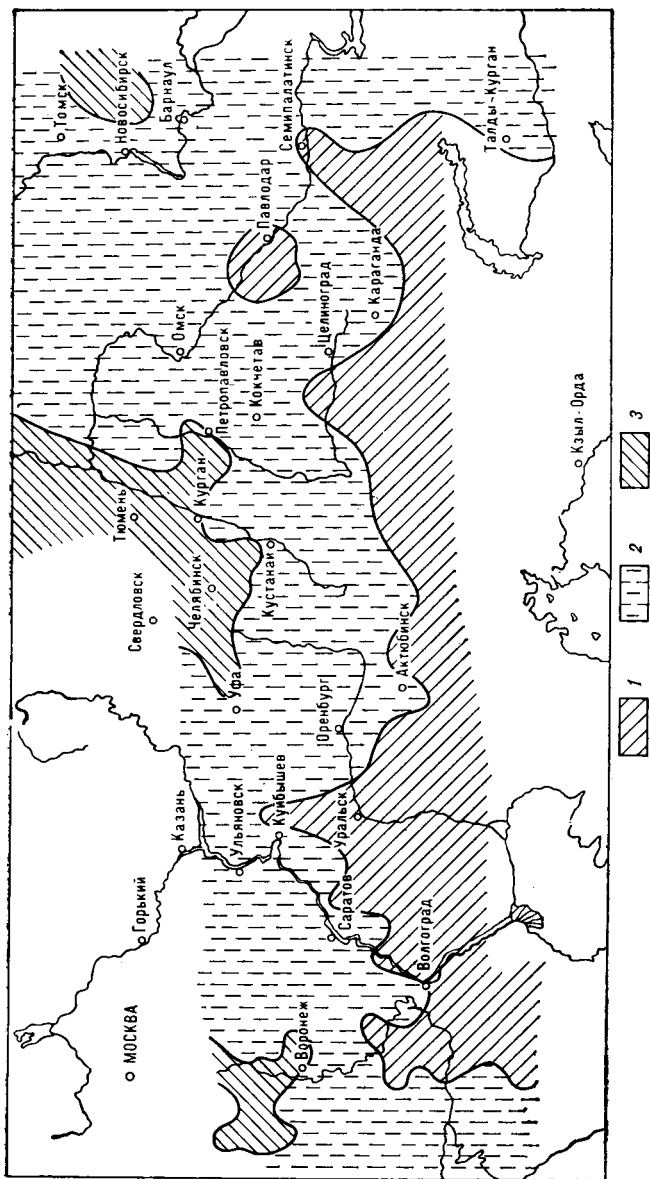 МОСКВА
Горький
Казань
Свердловск
Тюмень
Томск
Новосибирск
Барнаул
Омск
Петропавловск
Курган
Челябинск
Уфа
Ульяновск
Куйбышев
Воронеж
Саратов
Оренбург
Кустанай
Кокчетав
Павлодар
Целиноград
Семипалатинск
Караганда
Уральск
Актюбинск
Волгоград
Талды-Курган
Кзыл-Орда
1
2
3